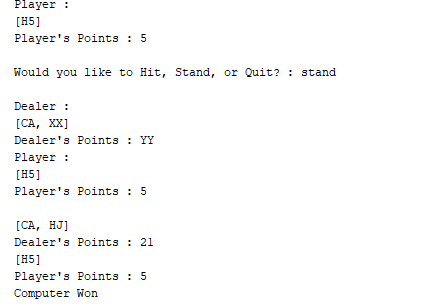 Player :
[H5]
Player's Points : 5
Would you like to Hit, Stand, or Quit? : stand
Dealer :
[CA, XX]
Dealer's Points : YY
Player :
[H5]
Player's Points : 5
[CA, HJ]
Dealer's Points : 21
[H5]
Player's Points : 5
Computer Won